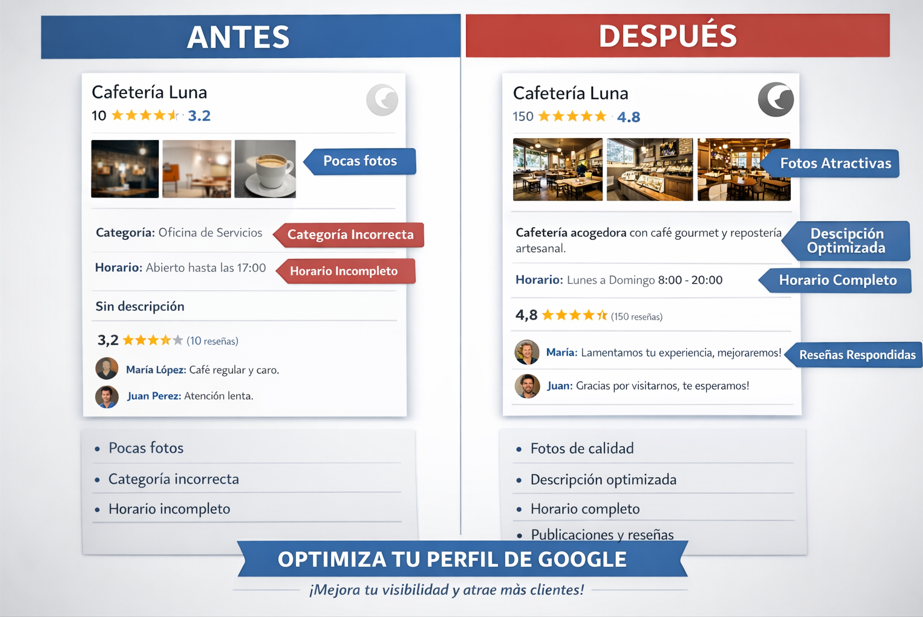 ANTES
Cafetería Luna
10 3.2
Pocas fotos
Categoría: Oficina de Servicios
Categoría Incorrecta
Horario: Abierto hasta las 17:00
Horario Incompleto
Sin descripción
3,2 (10 reseñas)
María López: Café regular y caro.
Juan Perez: Atención lenta.
Pocas fotos
Categoría incorrecta
Horario incompleto
DESPUÉS
Cafetería Luna
150 4.8
Fotos Atractivas
Cafetería acogedora con café gourmet y repostería
artesanal.
Descipción
Optimizada
Horario: Lunes a Domingo 8:00 - 20:00
Horario Completo
4,8 (150 reseñas)
María: Lamentamos tu experiencia, mejoraremos!
Reseñas Respondidas
Juan: Gracias por visitarnos, te esperamos!
Fotos de calidad
Descripción optimizada
Horario completo
Publicaciones y reseñas
OPTIMIZA TU PERFIL DE GOOGLE
¡Mejora tu visibilidad y atrae màs clientes!